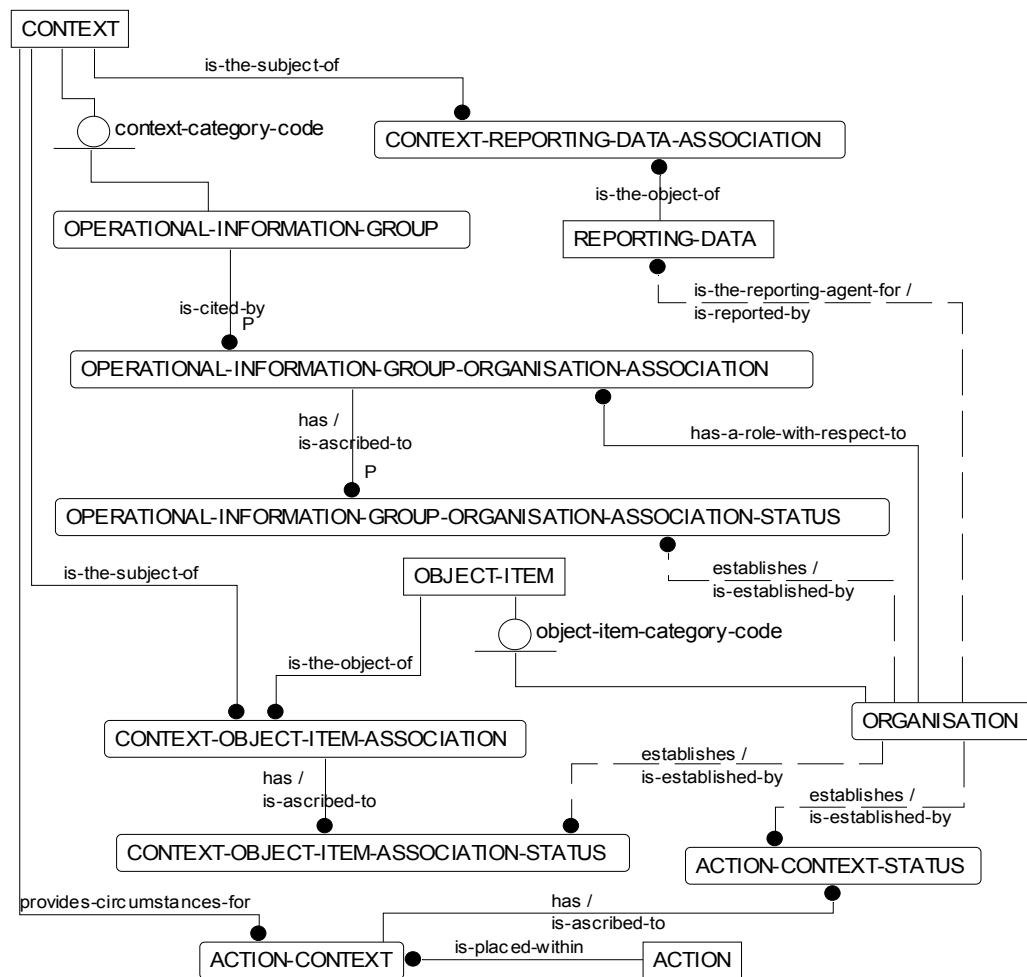 CONTEXT
is-the-subject-of
context-category-code
CONTEXT-REPORTING-DATA-ASSOCIATION
is-the-object-of
OPERATIONAL-INFORMATION-GROUP
REPORTING-DATA
is-cited-by
P
is-the-reporting-agent-for /
is-reported-by
OPERATIONAL-INFORMATION-GROUP-ORGANISATION-ASSOCIATION
has /
is-ascribed-to
P
has-a-role-with-respect-to
OPERATIONAL-INFORMATION-GROUP-ORGANISATION-ASSOCIATION-STATUS
is-the-subject-of
OBJECT-ITEM
establishes /
is-established-by
object-item-category-code
is-the-object-of
ORGANISATION
CONTEXT-OBJECT-ITEM-ASSOCIATION
has /
is-ascribed-to
establishes /
is-established-by
establishes /
is-established-by
CONTEXT-OBJECT-ITEM-ASSOCIATION-STATUS
ACTION-CONTEXT-STATUS
provides-circumstances-for
has /
is-ascribed-to
ACTION-CONTEXT
is-placed-within
ACTION